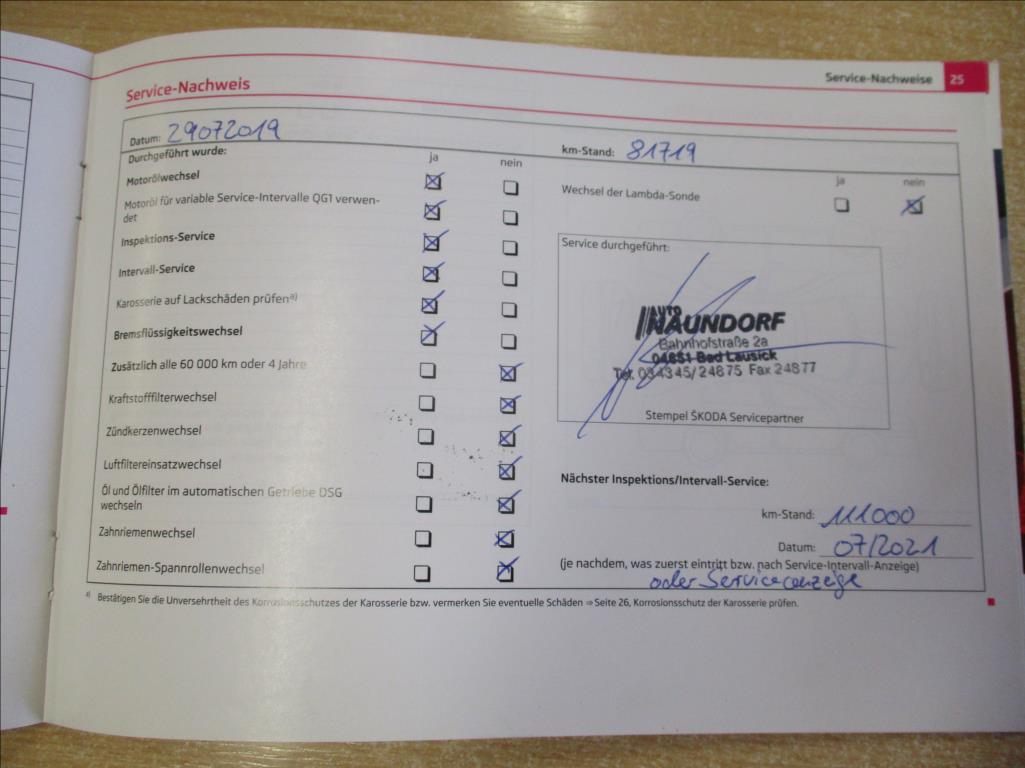 Service-Nachweise 25
Service-Nachweis
Datum: 29072019
km-Stand: 81719
Durchgeführt wurde:
ja nein
Motorölwechsel
Motoröl für variable Service-Intervalle QG1 verwen-
det
Inspektions-Service
Intervall-Service
Karosserie auf Lackschäden prüfena)
Bremsflüssigkeitswechsel
Zusätzlich alle 60 000 km oder 4 Jahre
Kraftstofffilterwechsel
Zündkerzenwechsel
Luftfiltereinsatzwechsel
Öl und Ölfilter im automatischen Getriebe DSG
wechseln
Zahnriemenwechsel
Zahnriemen-Spannrollenwechsel
ja nein
Wechsel der Lambda-Sonde
Service durchgeführt:
AUTO
NAUNDORF
Bahnhofstraße 2a
04651 Bad Lausick
Tel. 034345/24875 Fax 24877
Stempel ŠKODA Servicepartner
Nächster Inspektions/Intervall-Service:
km-Stand: 111000
Datum: 07/2021
(je nachdem, was zuerst eintritt bzw. nach Service-Intervall-Anzeige)
oder Serviceanzeige
a) Bestätigen Sie die Unversehrtheit des Korrosionsschutzes der Karosserie bzw. vermerken Sie eventuelle Schäden ⇒ Seite 26, Korrosionsschutz der Karosserie prüfen.